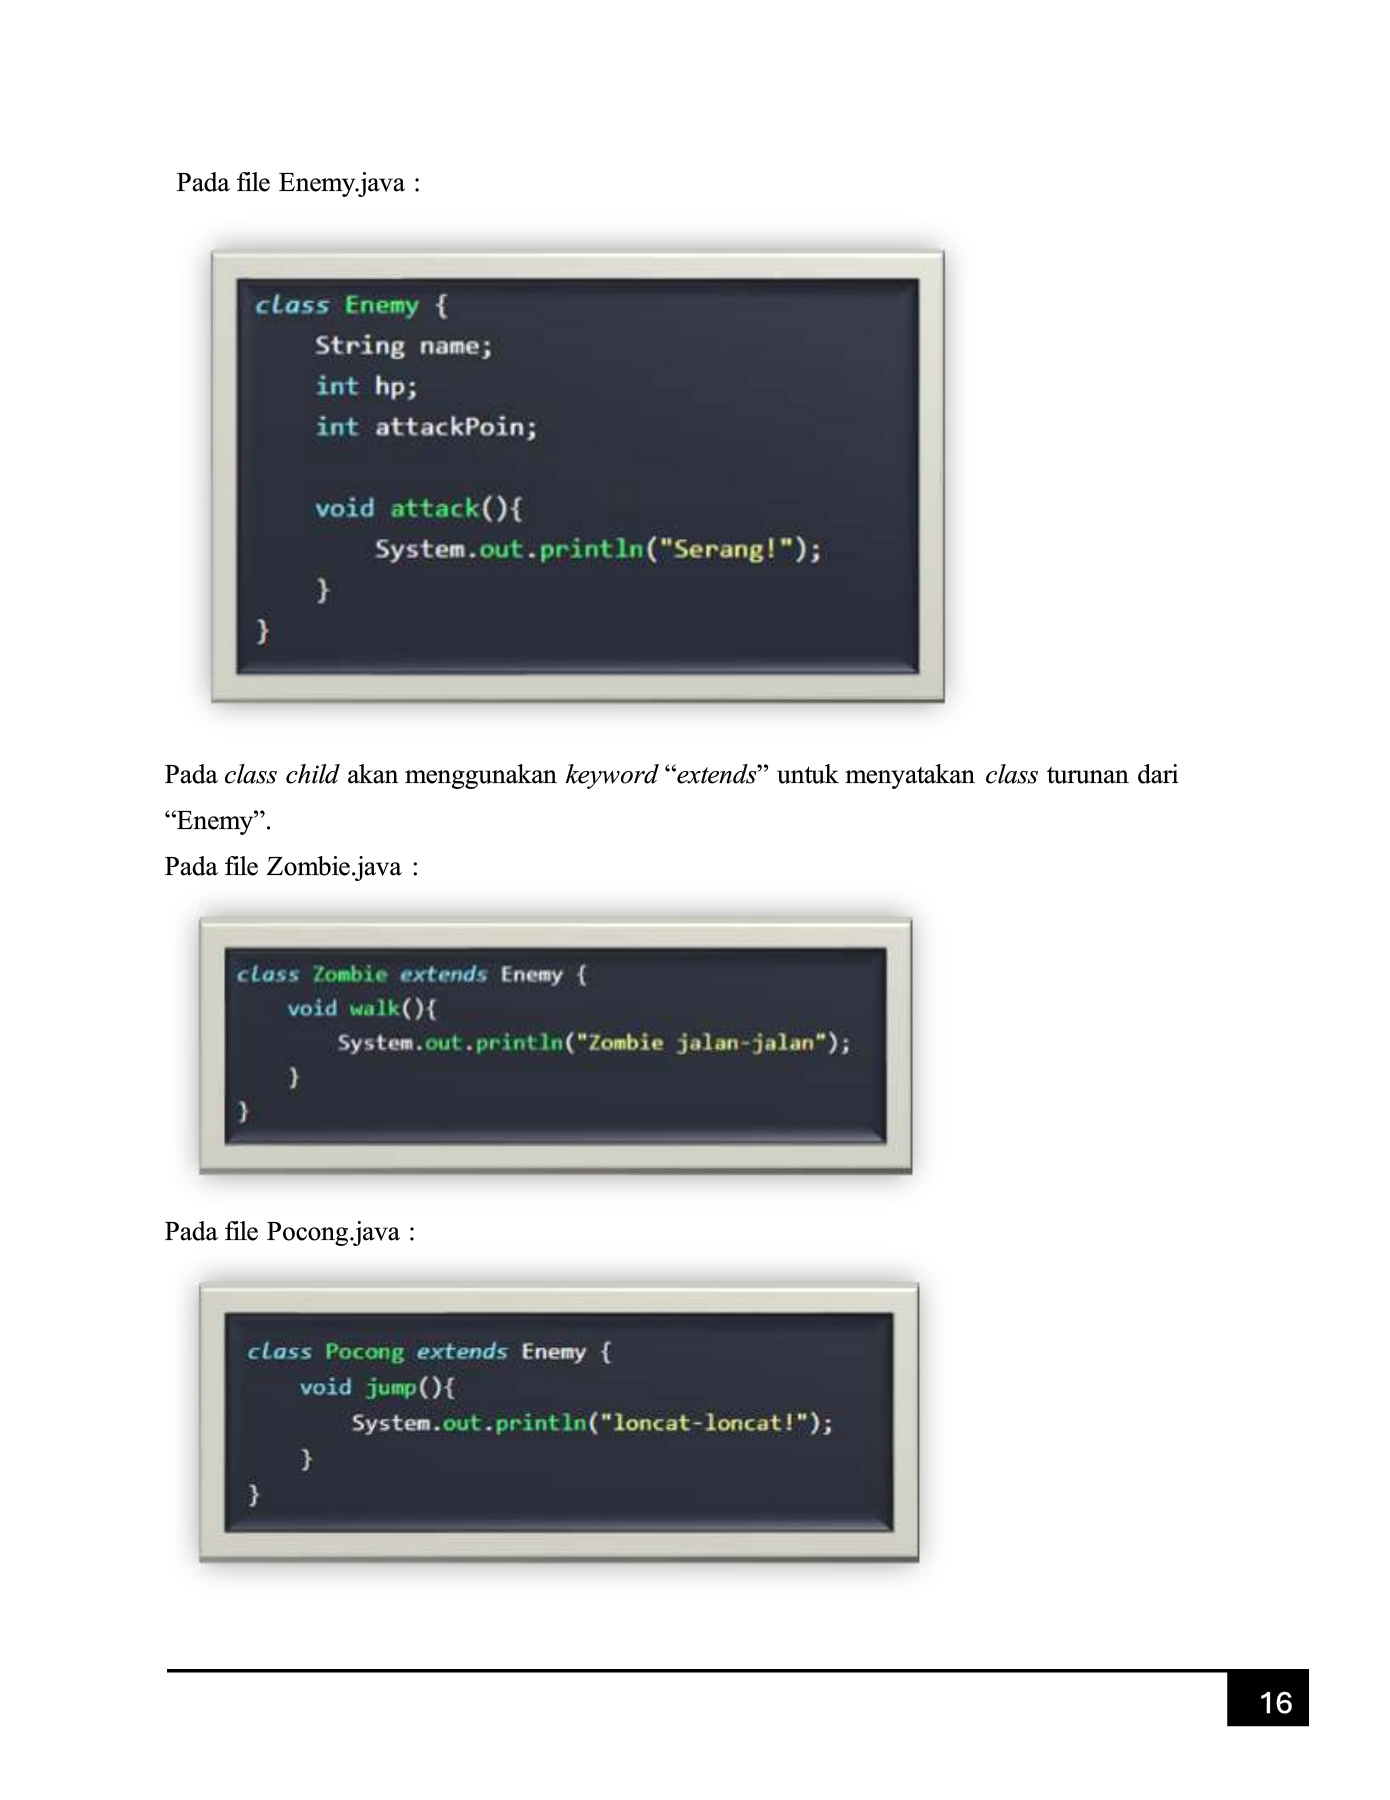 Pada file Enemy.java :
class Enemy {
    String name;
    int hp;
    int attackPoin;

    void attack(){
        System.out.println("Serang!");
    }
}
Pada class child akan menggunakan keyword “extends” untuk menyatakan class turunan dari
“Enemy”.
Pada file Zombie.java :
class Zombie extends Enemy {
    void walk(){
        System.out.println("Zombie jalan-jalan");
    }
}
Pada file Pocong.java :
class Pocong extends Enemy {
    void jump(){
        System.out.println("loncat-loncat!");
    }
}
16